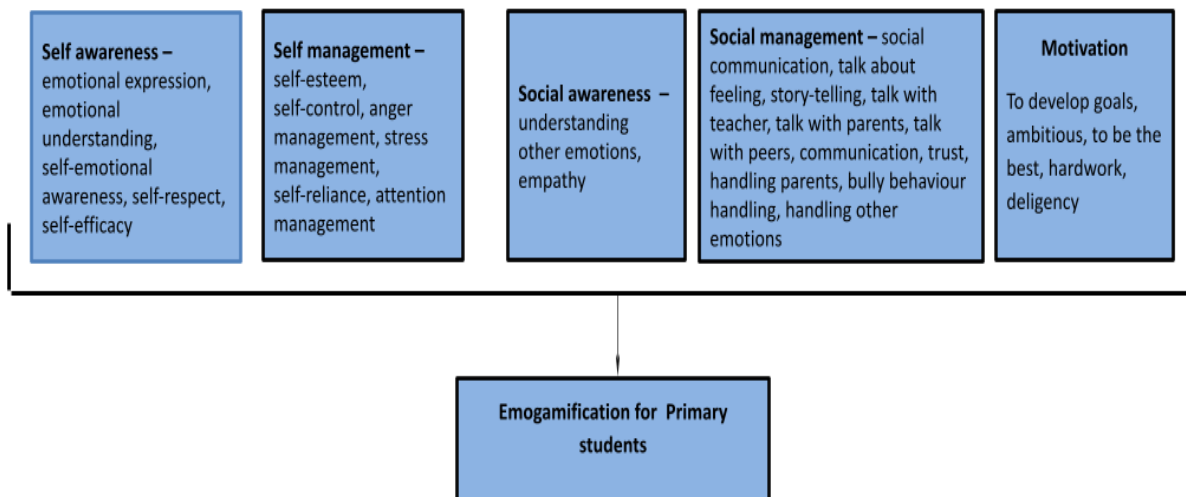 Self awareness –
emotional expression,
emotional
understanding,
self-emotional
awareness, self-respect,
self-efficacy
Self management –
self-esteem,
self-control, anger
management, stress
management,
self-reliance, attention
management
Social awareness –
understanding
other emotions,
empathy
Social management – social
communication, talk about
feeling, story-telling, talk with
teacher, talk with parents, talk
with peers, communication, trust,
handling parents, bully behaviour
handling, handling other
emotions
Motivation
To develop goals,
ambitious, to be the
best, hardwork,
deligency
Emogamification for Primary
students